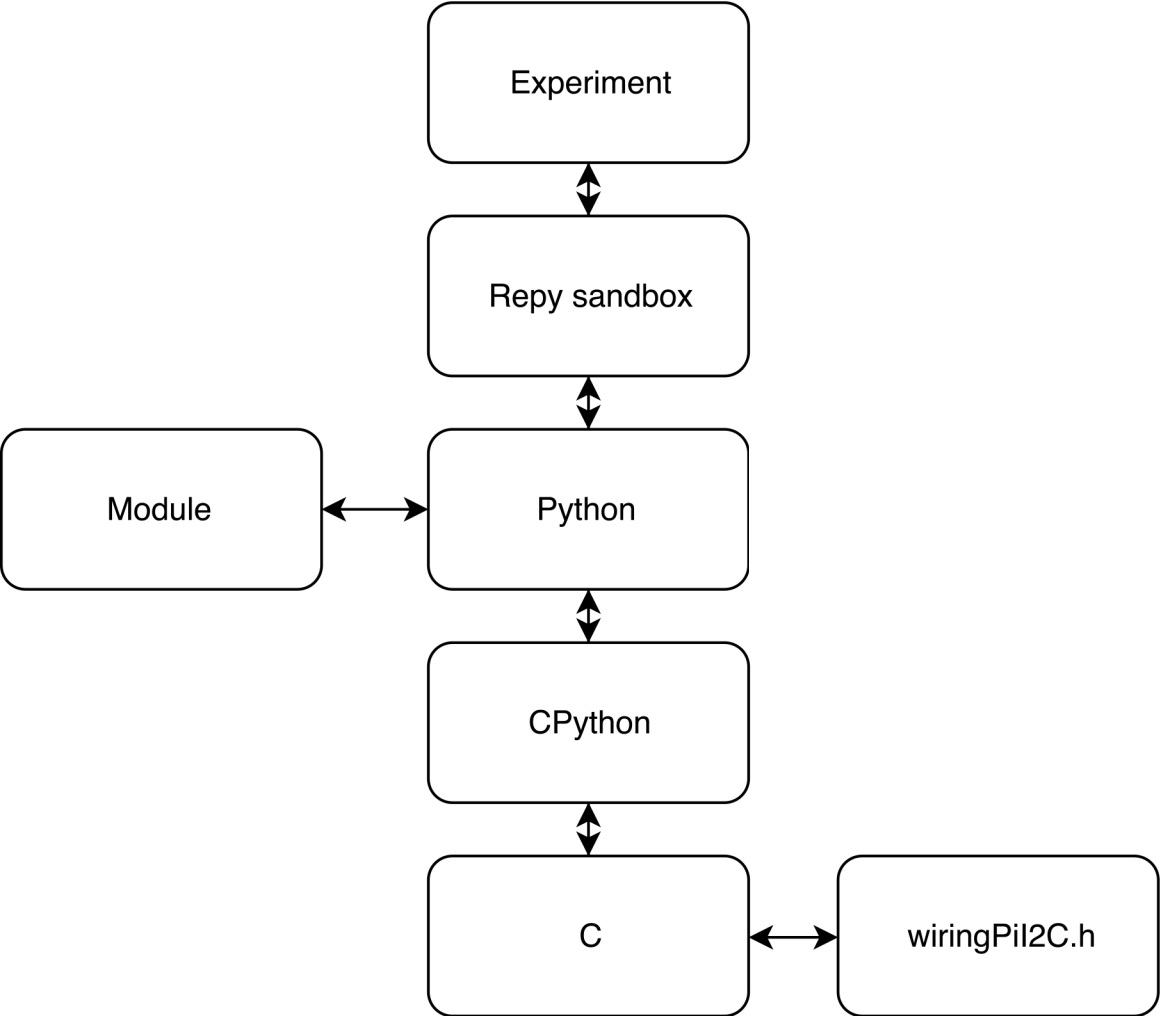 Experiment
Repy sandbox
Module
Python
CPython
C
wiringPiI2C.h